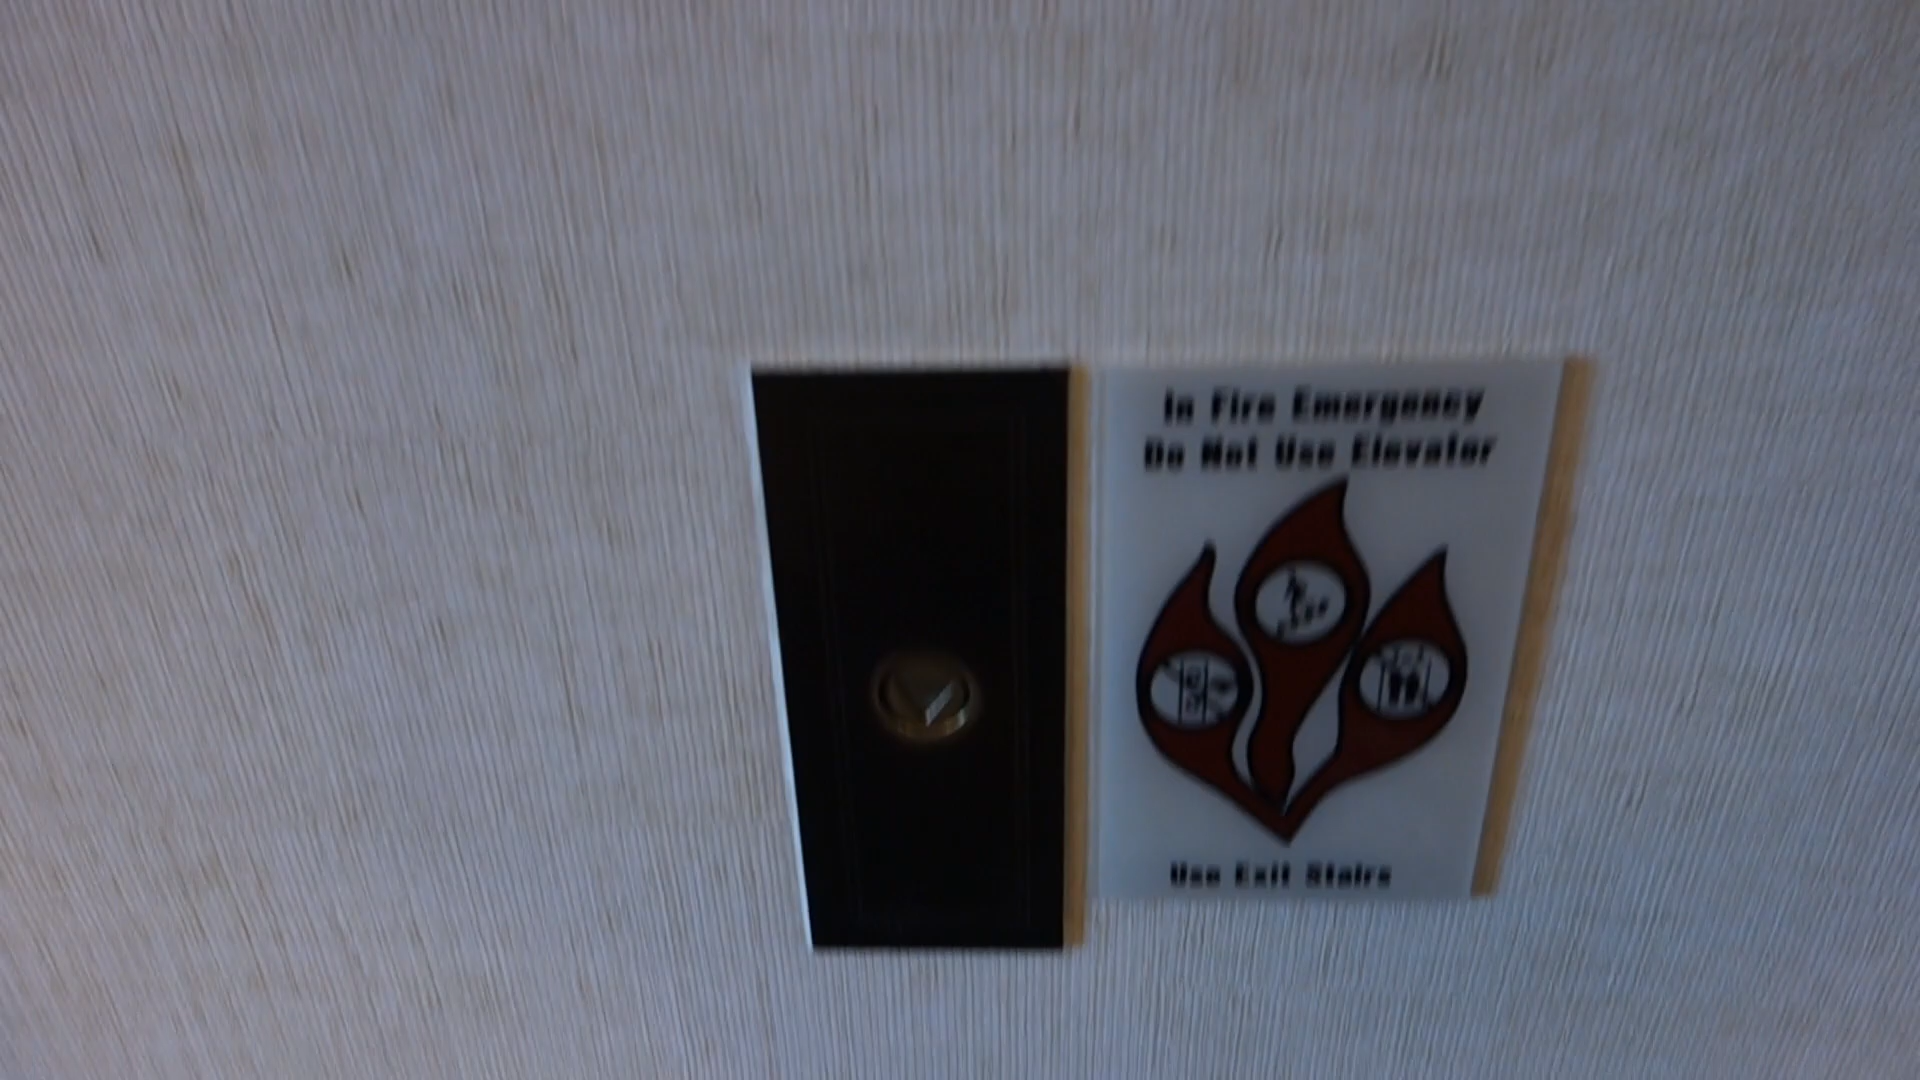 In Fire Emergency
Do Not Use Elevator
Use Exit Stairs